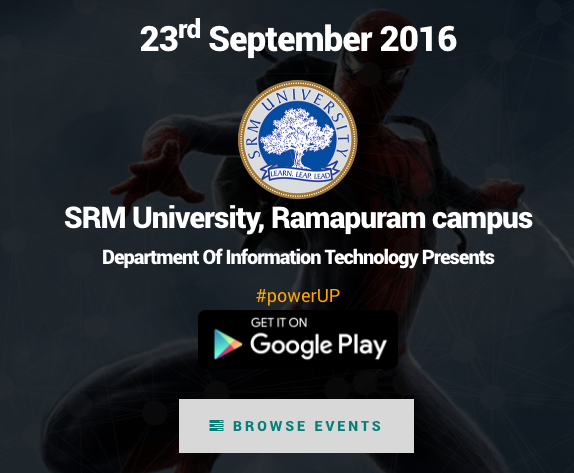 23rd September 2016
SRM UNIVERSITY
LEARN. LEAP. LEAD
SRM University, Ramapuram campus
Department Of Information Technology Presents
#powerUP
GET IT ON
Google Play
BROWSE EVENTS